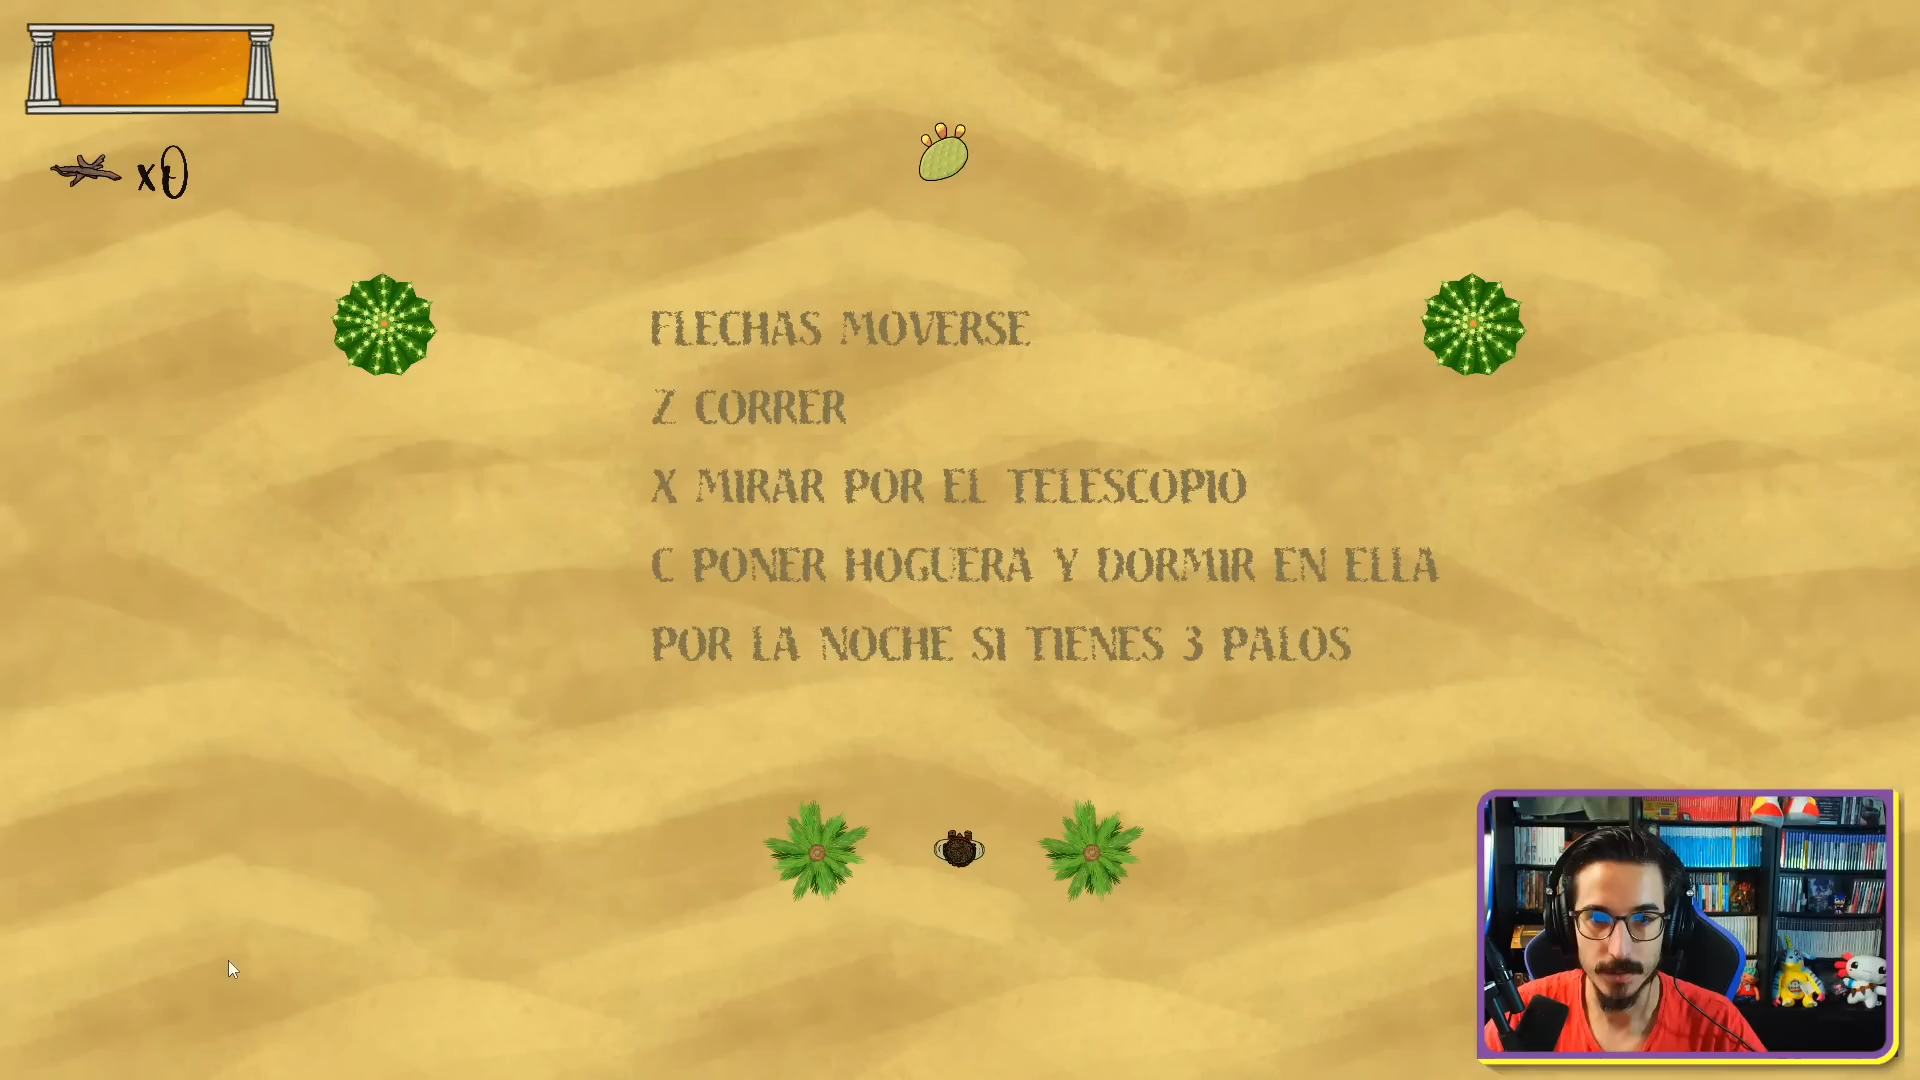 x0
FLECHAS MOVERSE
Z CORRER
X MIRAR POR EL TELESCOPIO
C PONER HOGUERA Y DORMIR EN ELLA
POR LA NOCHE SI TIENES 3 PALOS